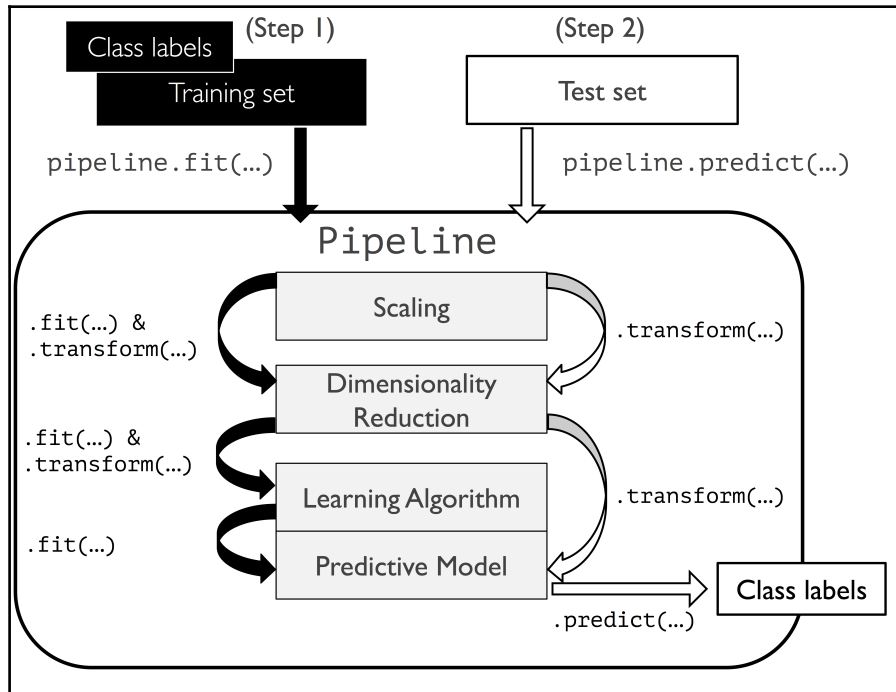 (Step 1)
(Step 2)
Class labels
Training set
Test set
pipeline.fit(…)
pipeline.predict(…)
Pipeline
Scaling
.fit(…) &
.transform(…)
.transform(…)
Dimensionality
Reduction
.fit(…) &
.transform(…)
Learning Algorithm
.transform(…)
.fit(…)
Predictive Model
Class labels
.predict(…)